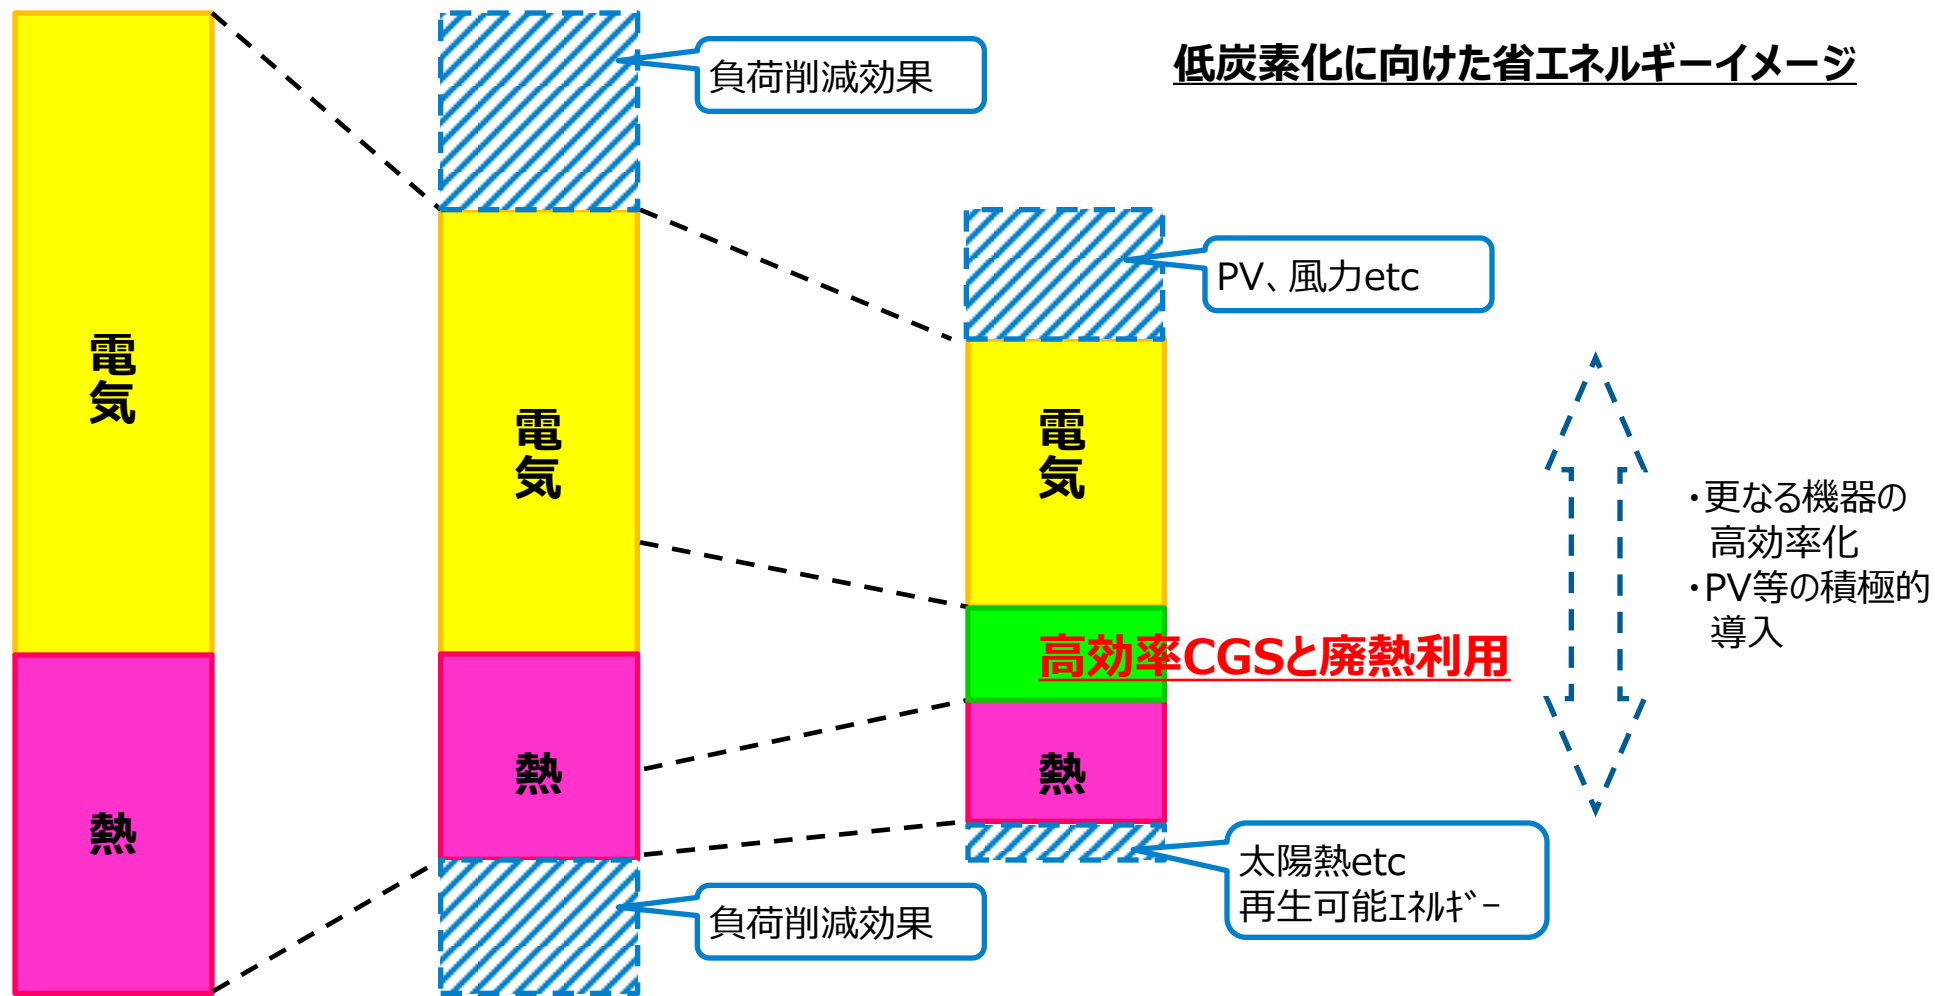 低炭素化に向けた省エネルギーイメージ
負荷削減効果
PV、風力etc
電気
電気
電気
・更なる機器の
高効率化
・PV等の積極的
導入
高効率CGSと廃熱利用
熱
熱
熱
太陽熱etc
再生可能ｴﾈﾙｷﾞｰ
負荷削減効果